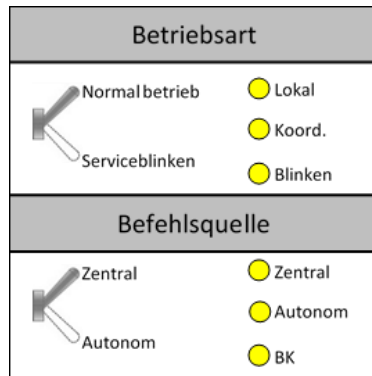 Betriebsart
Normalbetrieb
Serviceblinken
Lokal
Koord.
Blinken
Befehlsquelle
Zentral
Autonom
Zentral
Autonom
BK